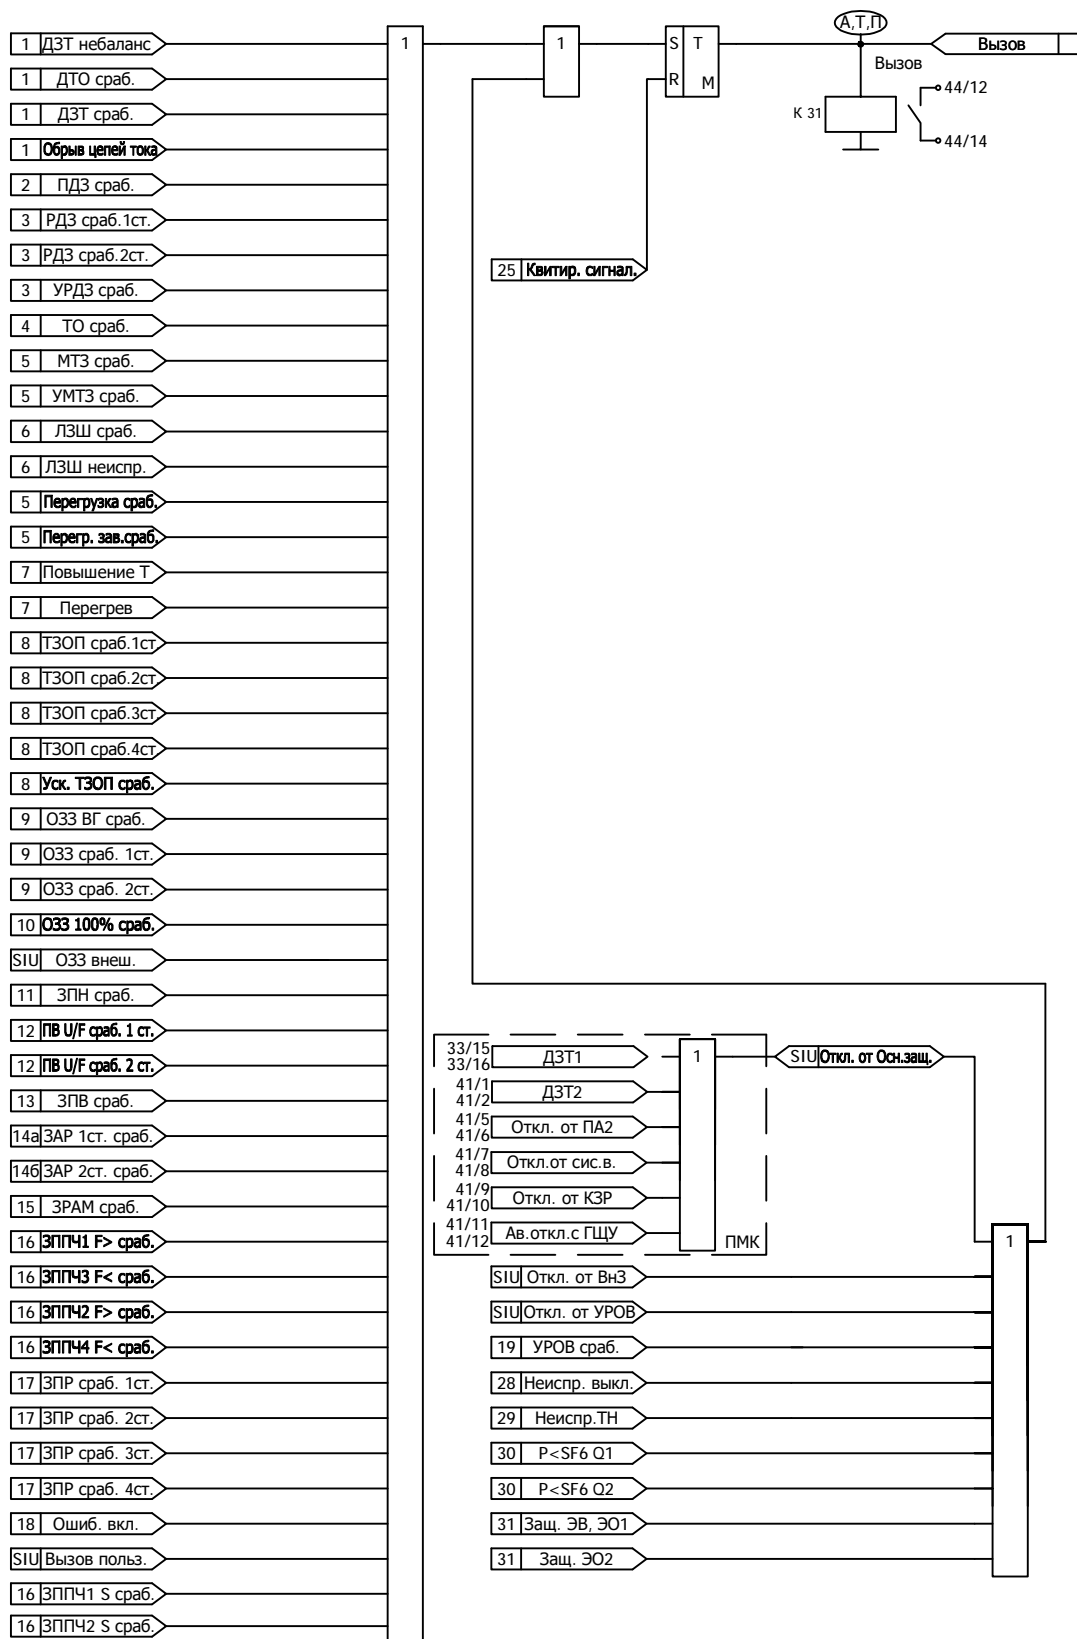 А,Т,П
1 ДЗТ небаланс
1
1
S T
R M
Вызов
Вызов
К 31
44/12
44/14
1 ДТО сраб.
1 ДЗТ сраб.
1 Обрыв цепей тока
2 ПДЗ сраб.
3 РДЗ сраб.1ст.
3 РДЗ сраб.2ст.
25 Квитир. сигнал.
3 УРДЗ сраб.
4 ТО сраб.
5 МТЗ сраб.
5 УМТЗ сраб.
6 ЛЗШ сраб.
6 ЛЗШ неиспр.
5 Перегрузка сраб.
5 Перегр. зав.сраб.
7 Повышение Т
7 Перегрев
8 ТЗОП сраб.1ст.
8 ТЗОП сраб.2ст.
8 ТЗОП сраб.3ст.
8 ТЗОП сраб.4ст.
8 Уск. ТЗОП сраб.
9 ОЗЗ ВГ сраб.
9 ОЗЗ сраб. 1ст.
9 ОЗЗ сраб. 2ст.
10 ОЗЗ 100% сраб.
SIU ОЗЗ внеш.
11 ЗПН сраб.
12 ПВ U/F сраб. 1 ст.
12 ПВ U/F сраб. 2 ст.
13 ЗПВ сраб.
14а ЗАР 1ст. сраб.
14б ЗАР 2ст. сраб.
15 ЗРАМ сраб.
16 ЗППЧ1 F> сраб.
16 ЗППЧ3 F< сраб.
16 ЗППЧ2 F> сраб.
16 ЗППЧ4 F< сраб.
17 ЗПР сраб. 1ст.
17 ЗПР сраб. 2ст.
17 ЗПР сраб. 3ст.
17 ЗПР сраб. 4ст.
18 Ошиб. вкл.
SIU Вызов польз.
16 ЗППЧ1 S сраб.
16 ЗППЧ2 S сраб.
33/15
33/16
ДЗТ1
1
SIU Откл. от Осн.защ.
41/1
41/2
ДЗТ2
41/5
41/6
Откл. от ПА2
41/7
41/8
Откл.от сис.в.
41/9
41/10
Откл. от КЗР
41/11
41/12
Ав.откл.с ГЩУ
ПМК
1
SIU Откл. от ВнЗ
SIU Откл. от УРОВ
19 УРОВ сраб.
28 Неиспр. выкл.
29 Неиспр.ТН
30 P<SF6 Q1
30 P<SF6 Q2
31 Защ. ЭВ, ЭО1
31 Защ. ЭО2